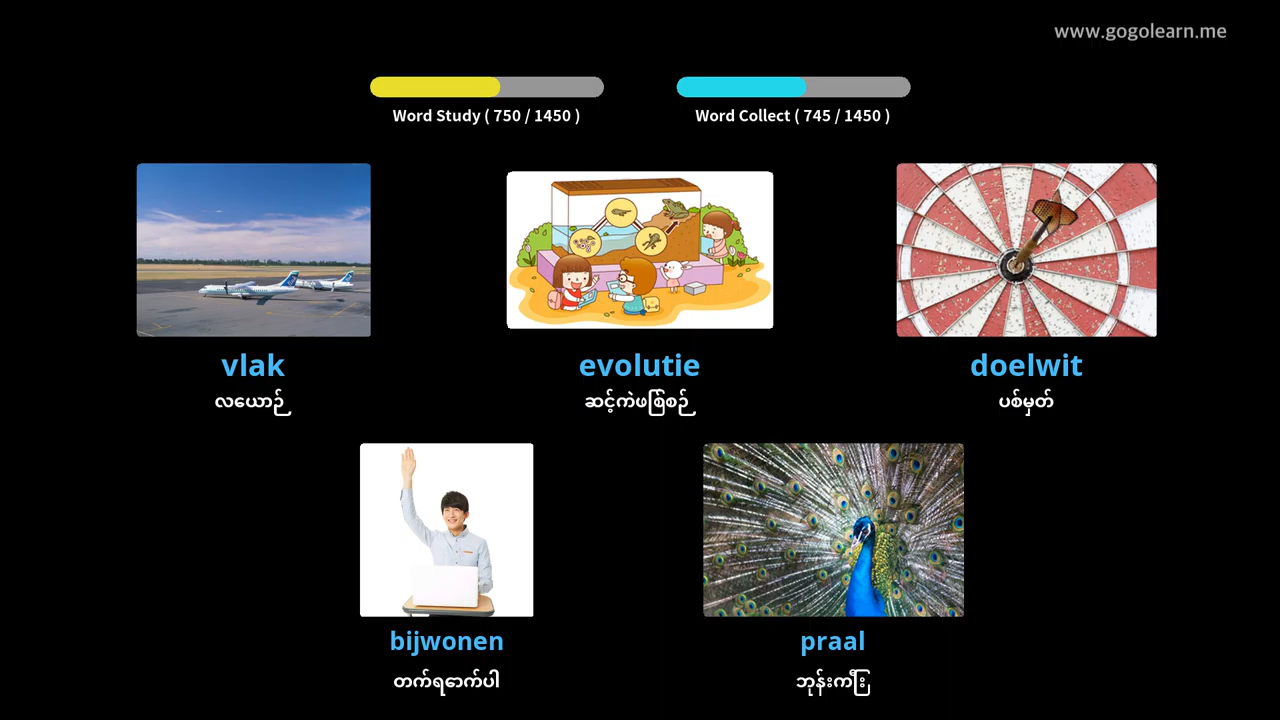 www.gogolearn.me
Word Study ( 750 / 1450 )
Word Collect ( 745 / 1450 )
vlak
လယောဉ်
evolutie
ဆင့်ကဲဖြစ်စဉ်
doelwit
ပစ်မှတ်
bijwonen
တက်ရောက်ပါ
praal
ဘုန်းကြီး